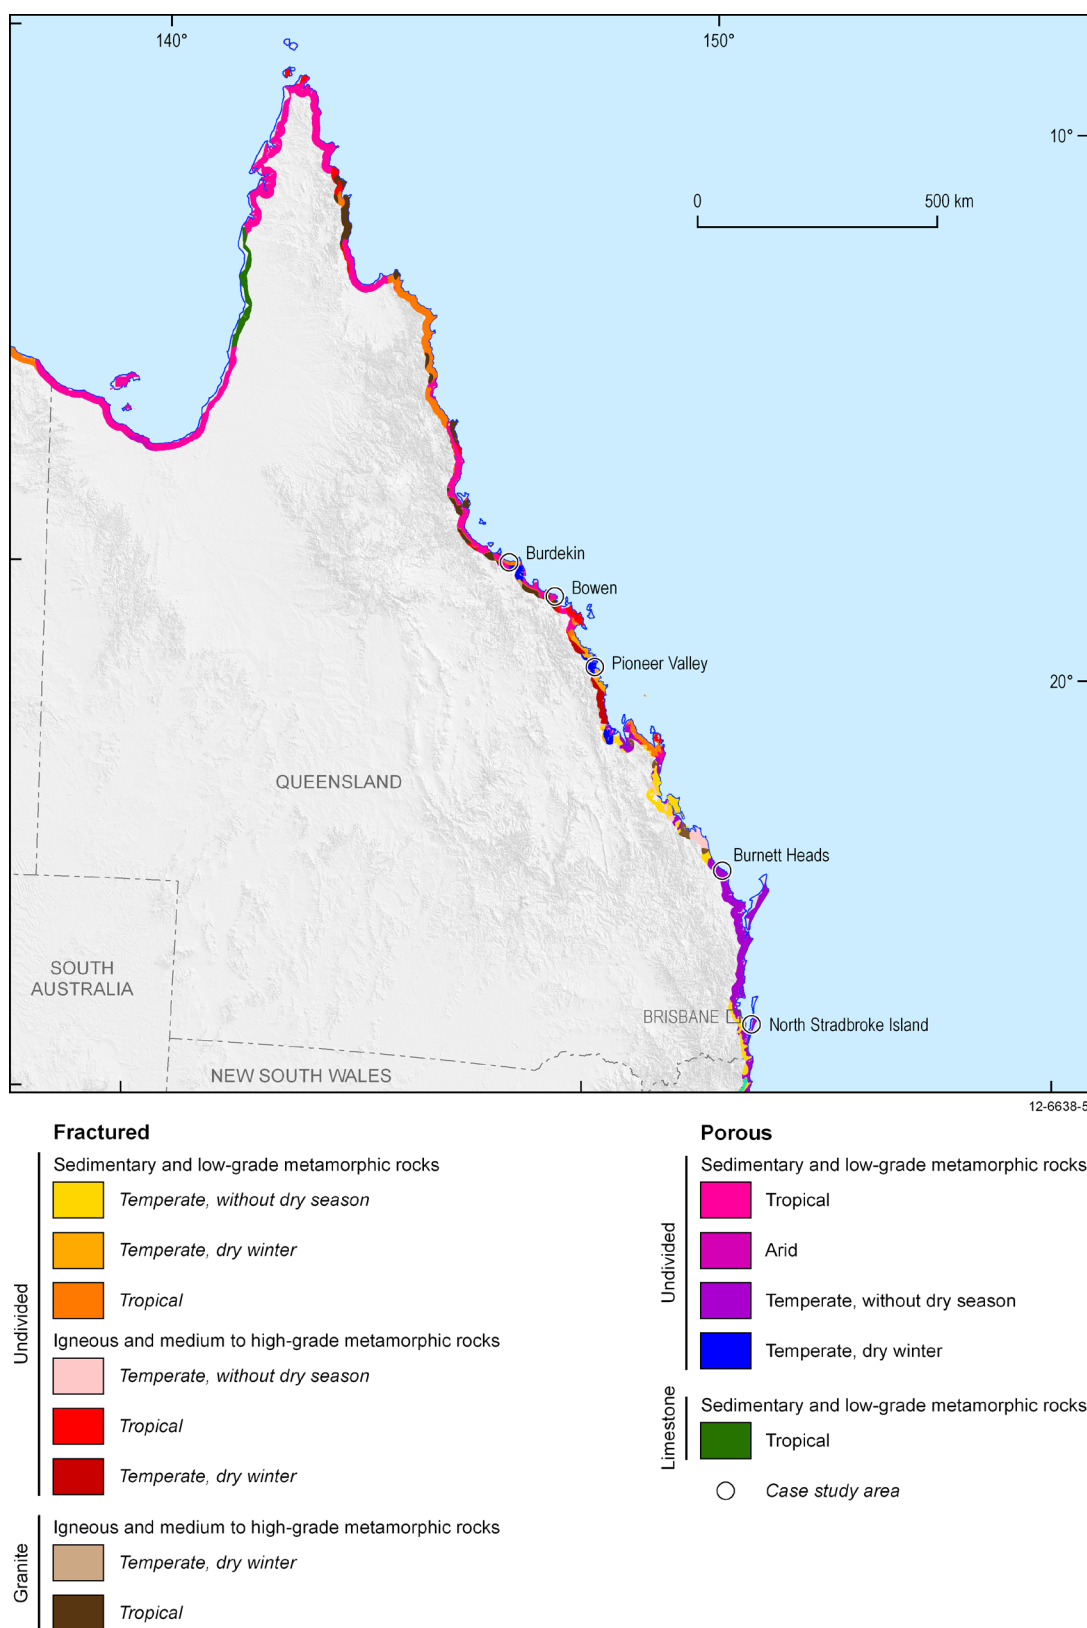 140°
150°
10°
0
500 km
Burdekin
Bowen
Pioneer Valley
20°
QUEENSLAND
Burnett Heads
SOUTH
AUSTRALIA
BRISBANE
North Stradbroke Island
NEW SOUTH WALES
12-6638-5
Fractured
Sedimentary and low-grade metamorphic rocks
Temperate, without dry season
Temperate, dry winter
Tropical
Undivided
Igneous and medium to high-grade metamorphic rocks
Temperate, without dry season
Tropical
Temperate, dry winter
Granite
Igneous and medium to high-grade metamorphic rocks
Temperate, dry winter
Tropical
Porous
Sedimentary and low-grade metamorphic rocks
Tropical
Undivided
Arid
Temperate, without dry season
Temperate, dry winter
Limestone
Sedimentary and low-grade metamorphic rocks
Tropical
Case study area